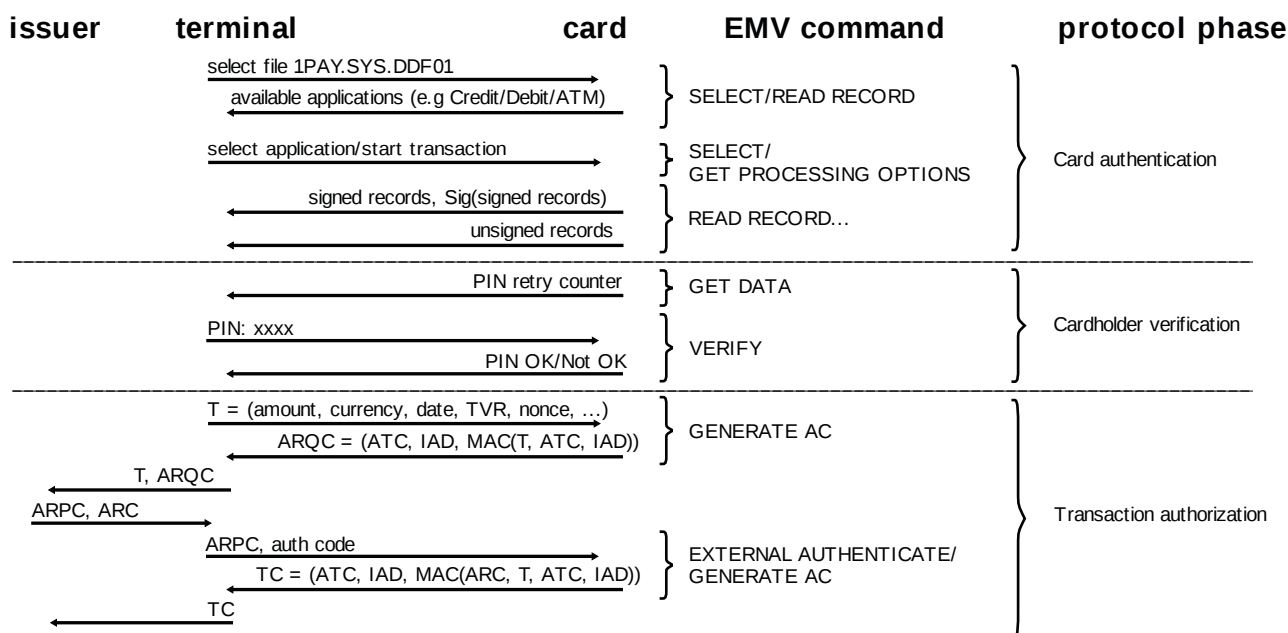 issuer terminal card EMV command protocol phase
select file 1PAY.SYS.DDF01
available applications (e.g Credit/Debit/ATM)
SELECT/READ RECORD
select application/start transaction
SELECT/
GET PROCESSING OPTIONS
Card authentication
signed records, Sig(signed records)
unsigned records
READ RECORD...
PIN retry counter
GET DATA
PIN: xxxx
PIN OK/Not OK
VERIFY
Cardholder verification
T = (amount, currency, date, TVR, nonce, ...)
ARQC = (ATC, IAD, MAC(T, ATC, IAD))
GENERATE AC
T, ARQC
ARPC, ARC
Transaction authorization
ARPC, auth code
TC = (ATC, IAD, MAC(ARC, T, ATC, IAD))
EXTERNAL AUTHENTICATE/
GENERATE AC
TC